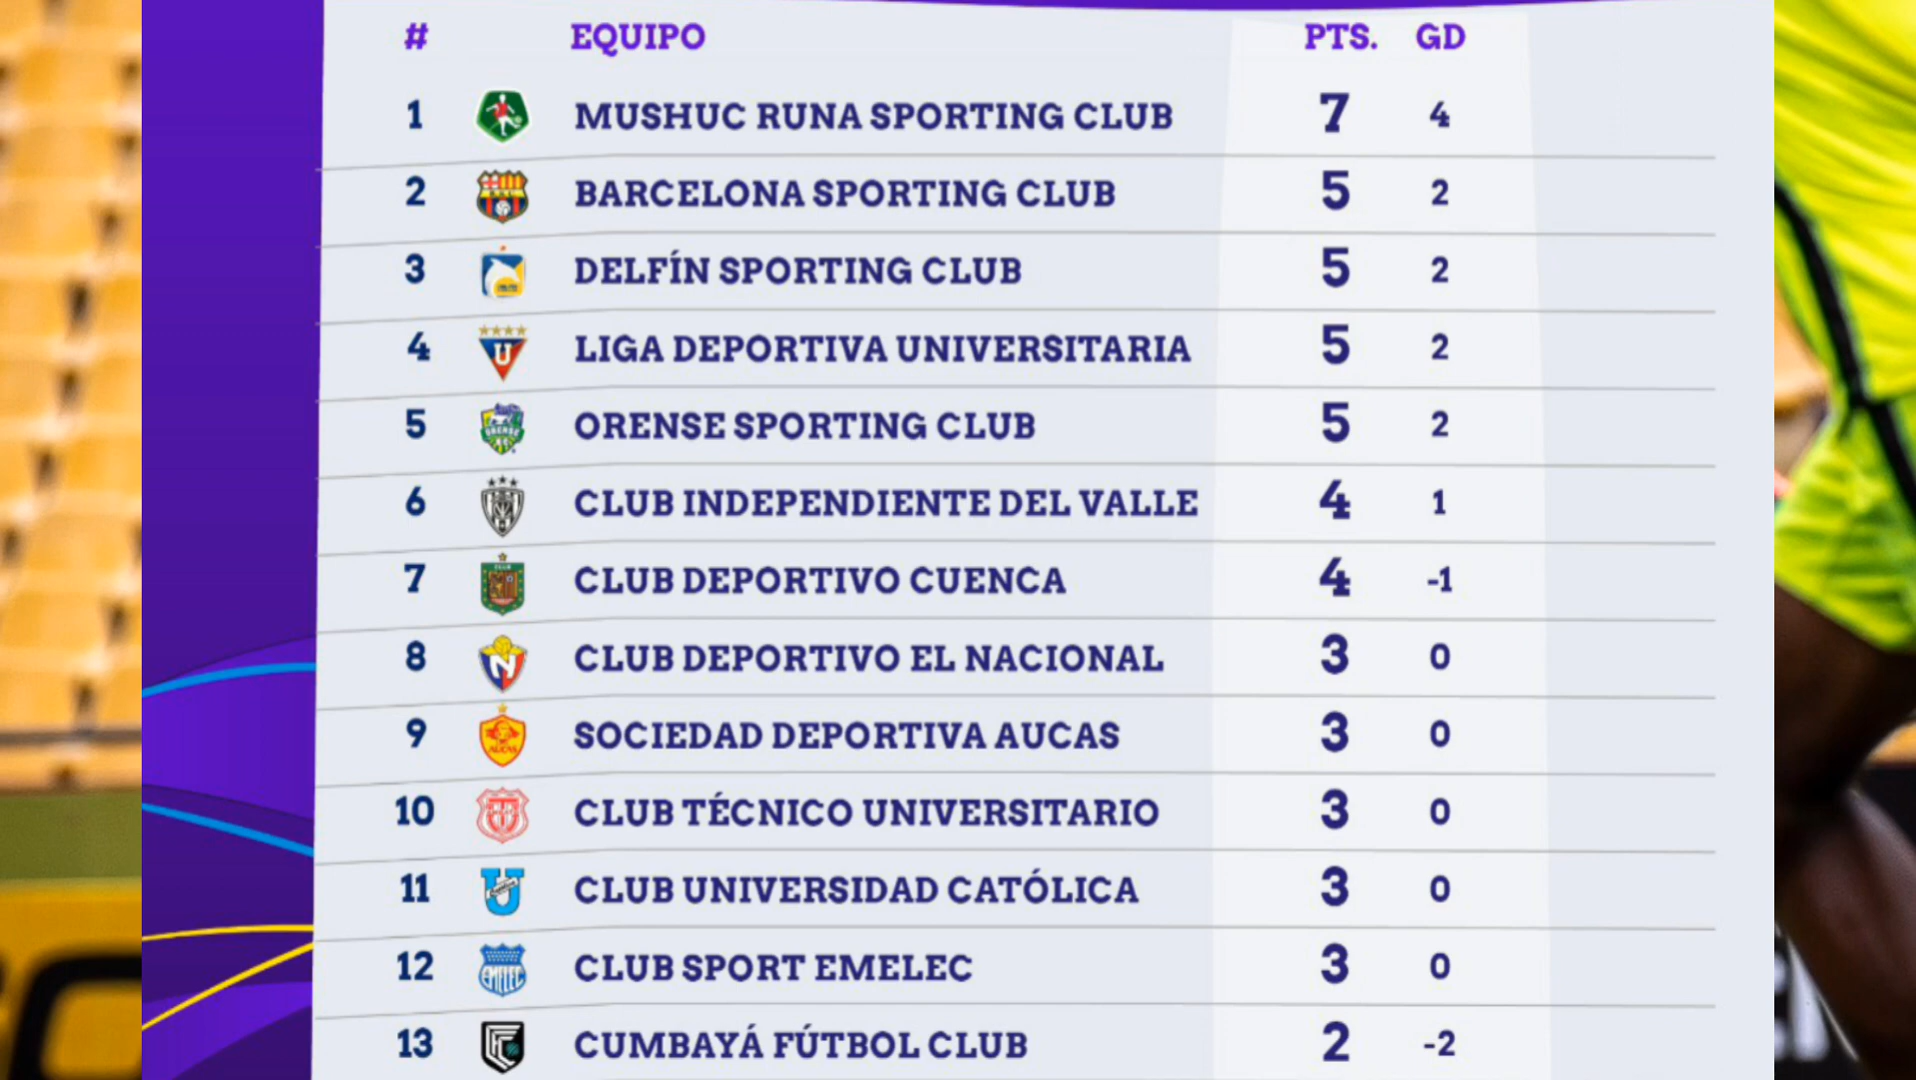 # EQUIPO PTS. GD
1 MUSHUC RUNA SPORTING CLUB 7 4
2 BARCELONA SPORTING CLUB 5 2
3 DELFÍN SPORTING CLUB 5 2
4 LIGA DEPORTIVA UNIVERSITARIA 5 2
5 ORENSE SPORTING CLUB 5 2
6 CLUB INDEPENDIENTE DEL VALLE 4 1
7 CLUB DEPORTIVO CUENCA 4 -1
8 CLUB DEPORTIVO EL NACIONAL 3 0
9 SOCIEDAD DEPORTIVA AUCAS 3 0
10 CLUB TÉCNICO UNIVERSITARIO 3 0
11 CLUB UNIVERSIDAD CATÓLICA 3 0
12 EMELEC CLUB SPORT EMELEC 3 0
13 CUMBAYÁ FÚTBOL CLUB 2 -2